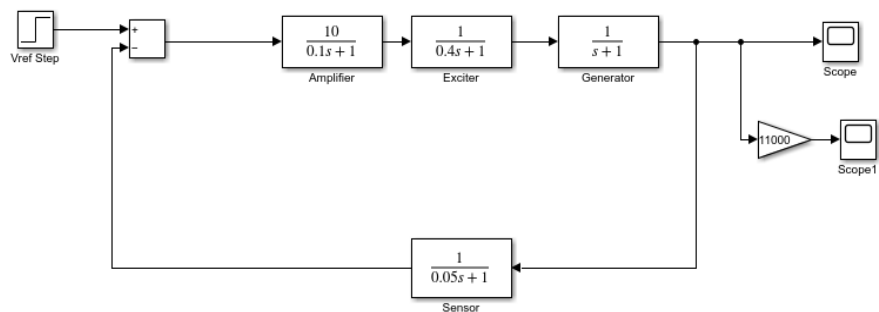 Vref Step
+
−
10
0.1s + 1
Amplifier
1
0.4s + 1
Exciter
1
s + 1
Generator
Scope
11000
Scope1
1
0.05s + 1
Sensor